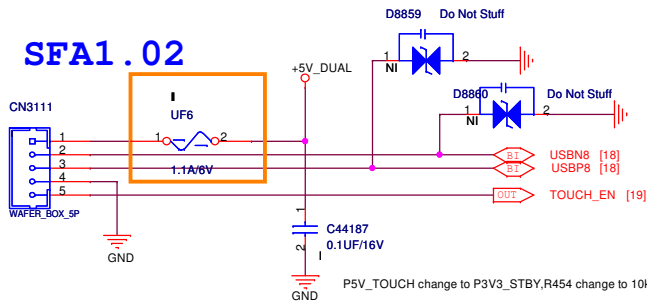 D8859 Do Not Stuff
SFA1.02
1 2
NI
+5V_DUAL
I
CN3111
UF6
D8860 Do Not Stuff
1 2
NI
1 1 2
2 BI USBN8 [18]
3 1.1A/6V BI USBP8 [18]
4
5 OUT TOUCH_EN [19]
WAFER_BOX_5P
1
C44187
0.1UF/16V
2
I
GND
GND
P5V_TOUCH change to P3V3_STBY,R454 change to 10k